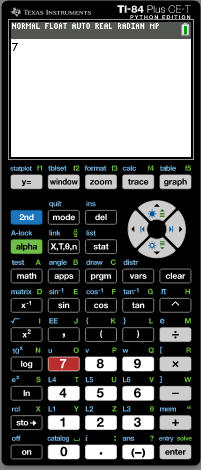 TEXAS INSTRUMENTS TI-84 Plus CE-T
PYTHON EDITION
NORMAL FLOAT AUTO REAL RADIAN MP
7
statplot f1 tblset f2 format f3 calc f4 table f5
y= window zoom trace graph
quit ins
2nd mode del
A-lock link list
alpha X,T,θ,n stat
test A angle B draw C distr
math apps prgm vars clear
matrix D sin⁻¹ E cos⁻¹ F tan⁻¹ G π H
x⁻¹ sin cos tan ^
√ I EE J { K } L e M
x² , ( ) ÷
10ˣ N u O v P w Q [ R
log 7 8 9 ×
eˣ S L4 T L5 U L6 V ] W
ln 4 5 6 −
rcl X L1 Y L2 Z L3 θ mem "
sto→ 1 2 3 +
off catalog ␣ i : ans ? entry solve
on 0 . (−) enter